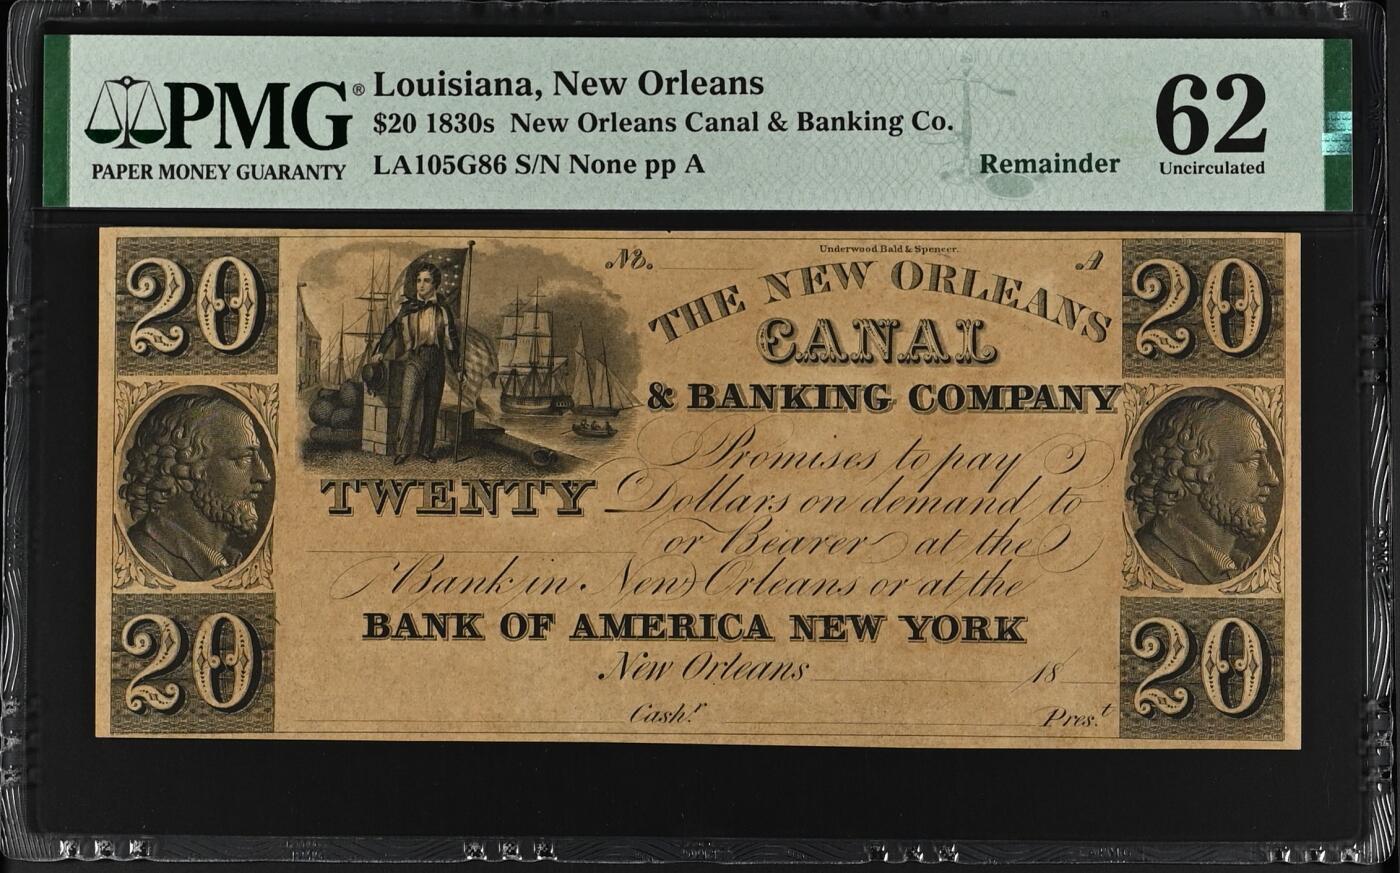 PMG®
PAPER MONEY GUARANTY
Louisiana, New Orleans
$20 1830s New Orleans Canal & Banking Co.
LA105G86 S/N None pp A
Remainder
62
Uncirculated
20
20
No.
Underwood Bald & Spencer.
A
THE NEW ORLEANS
CANAL
& BANKING COMPANY
Promises to pay
TWENTY Dollars on demand to
or Bearer at the
Bank in New Orleans or at the
BANK OF AMERICA NEW YORK
New Orleans 18
Cashr.
Prest.
20
20